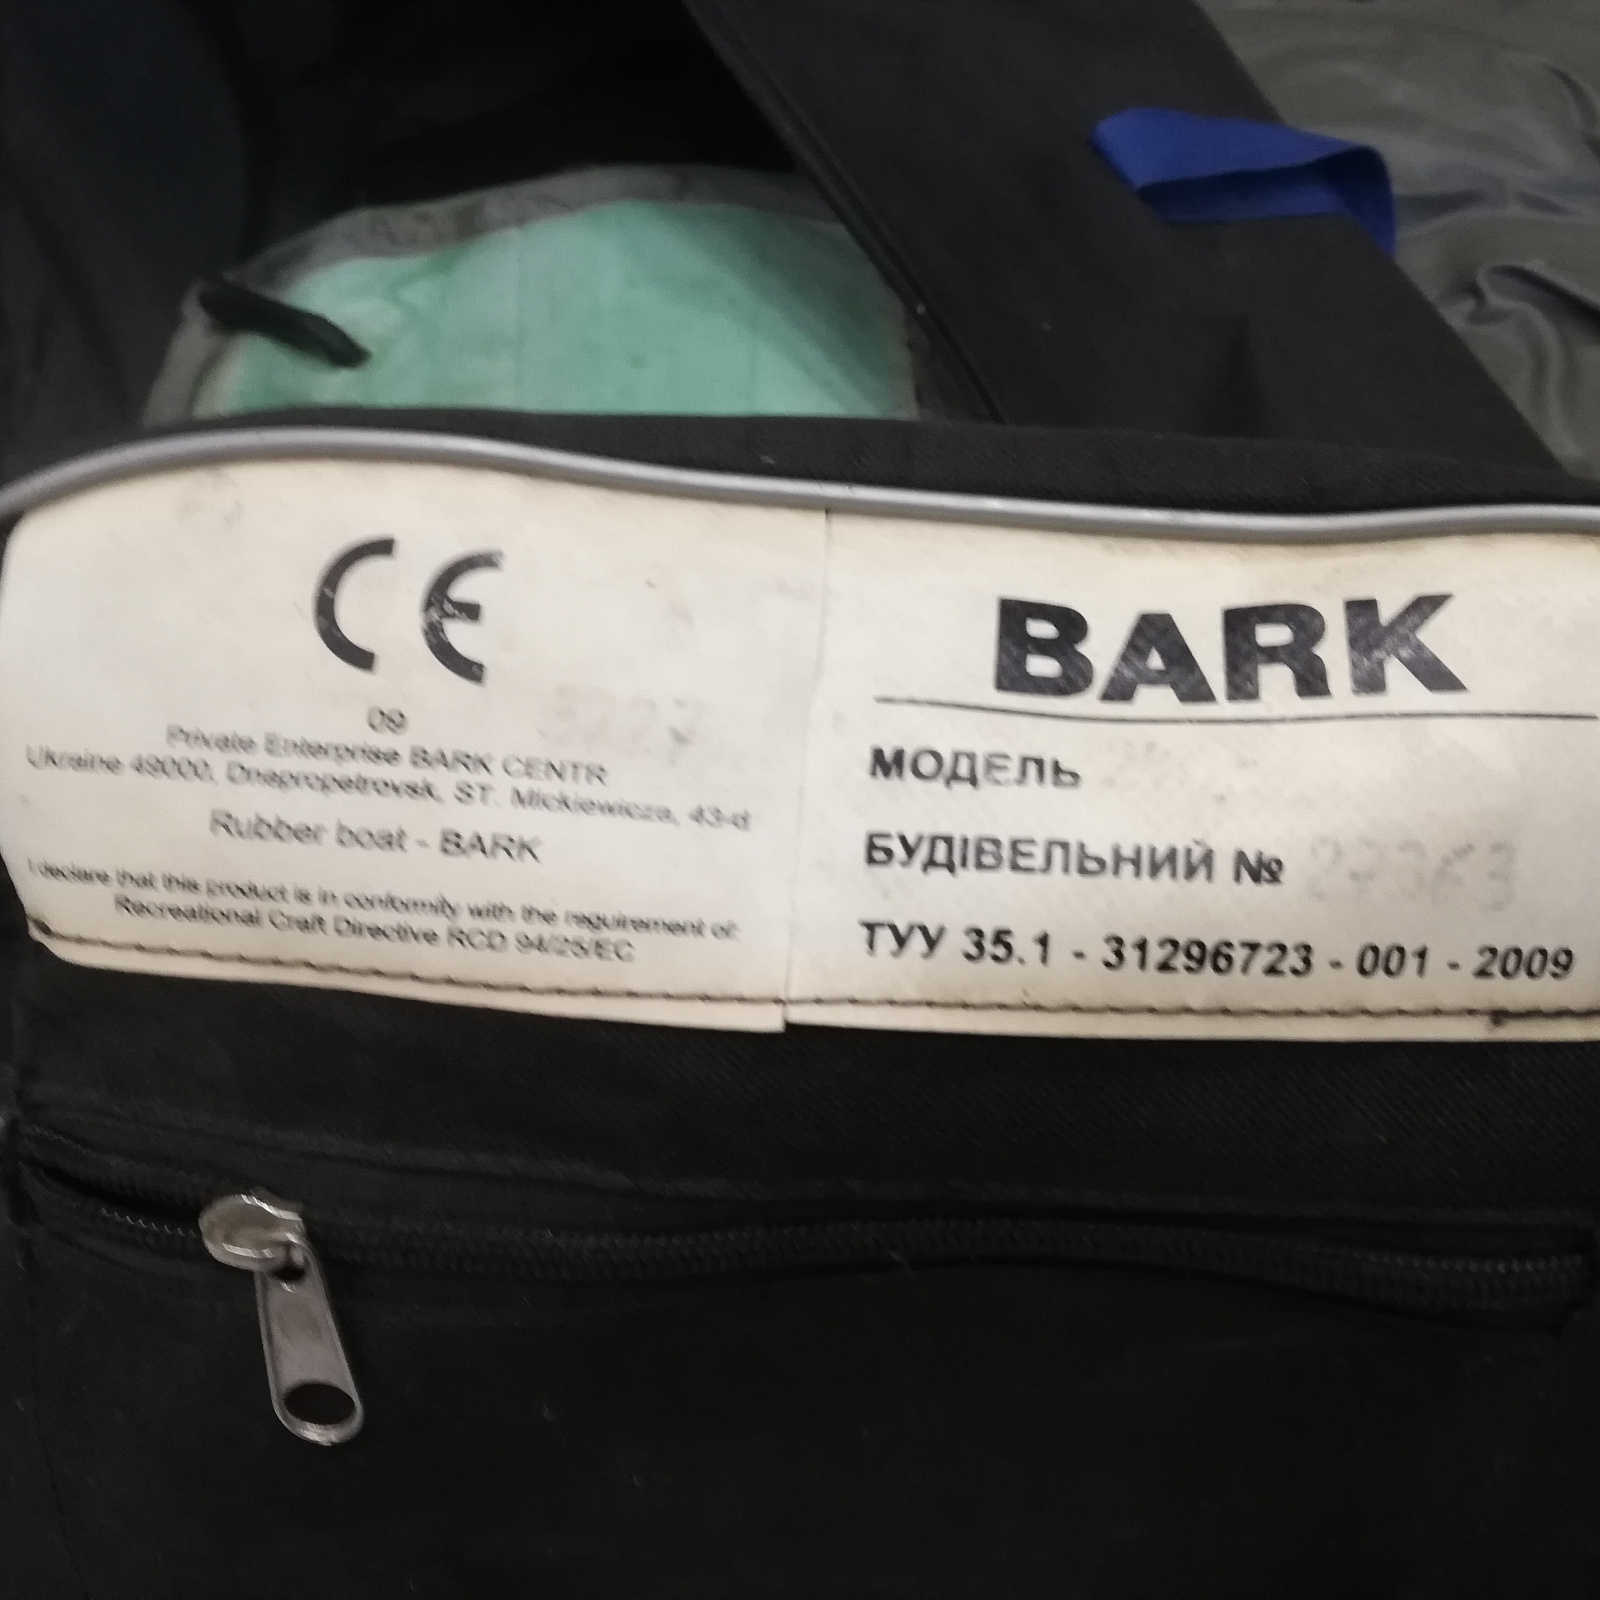 CE
09
Private Enterprise BARK CENTR
Ukraine 49000, Dnepropetrovsk, ST. Mickiewicza, 43-d
Rubber boat - BARK
I declare that this product is in conformity with the reguirement of:
Recreational Craft Directive RCD 94/25/EC
BARK
МОДЕЛЬ
БУДІВЕЛЬНИЙ №
ТУУ 35.1 - 31296723 - 001 - 2009